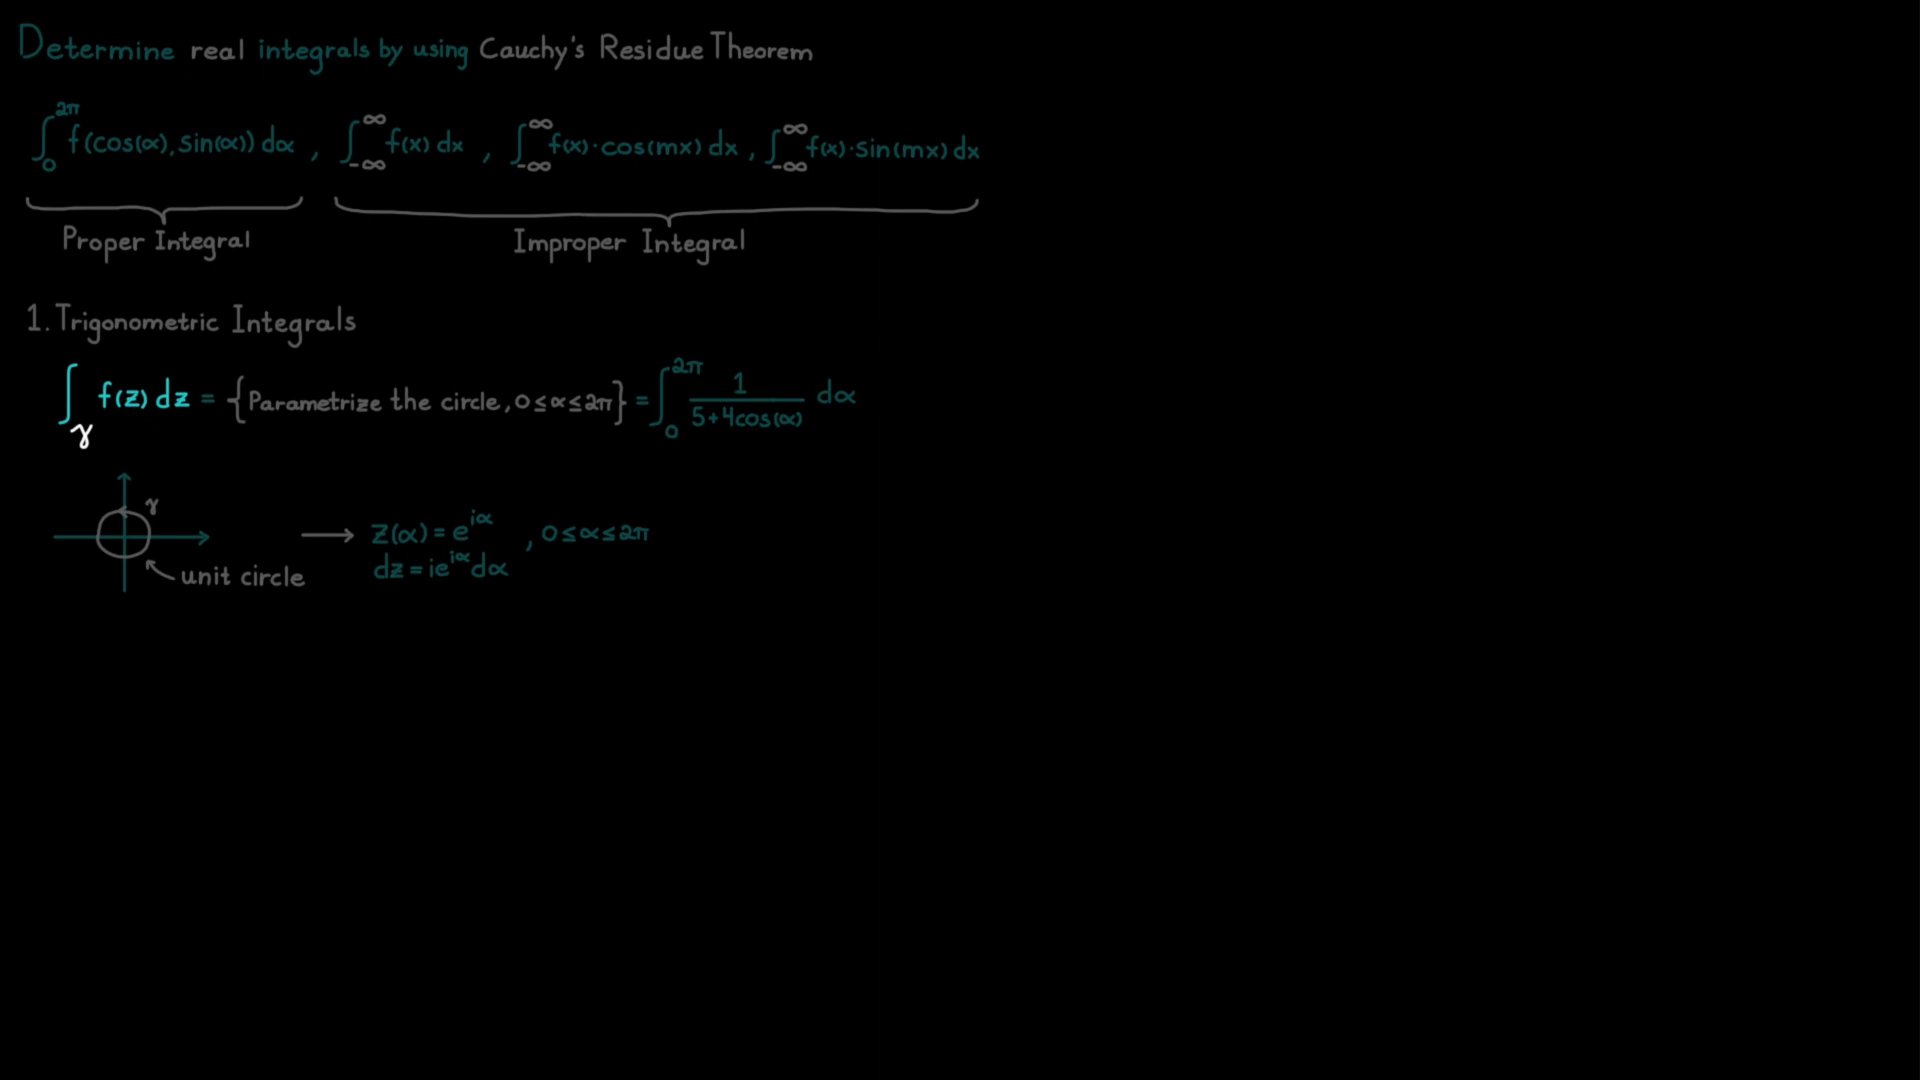 Determine real integrals by using Cauchy's Residue Theorem
∫₀^2π f(cos(α), sin(α)) dα , ∫_-∞^∞ f(x) dx , ∫_-∞^∞ f(x)·cos(mx) dx , ∫_-∞^∞ f(x)·sin(mx) dx
Proper Integral Improper Integral
1. Trigonometric Integrals
∫_γ f(z) dz = {Parametrize the circle, 0≤α≤2π} = ∫₀^2π 1/(5+4cos(α)) dα
γ
→ z(α) = e^iα , 0≤α≤2π
dz = ie^iα dα
unit circle